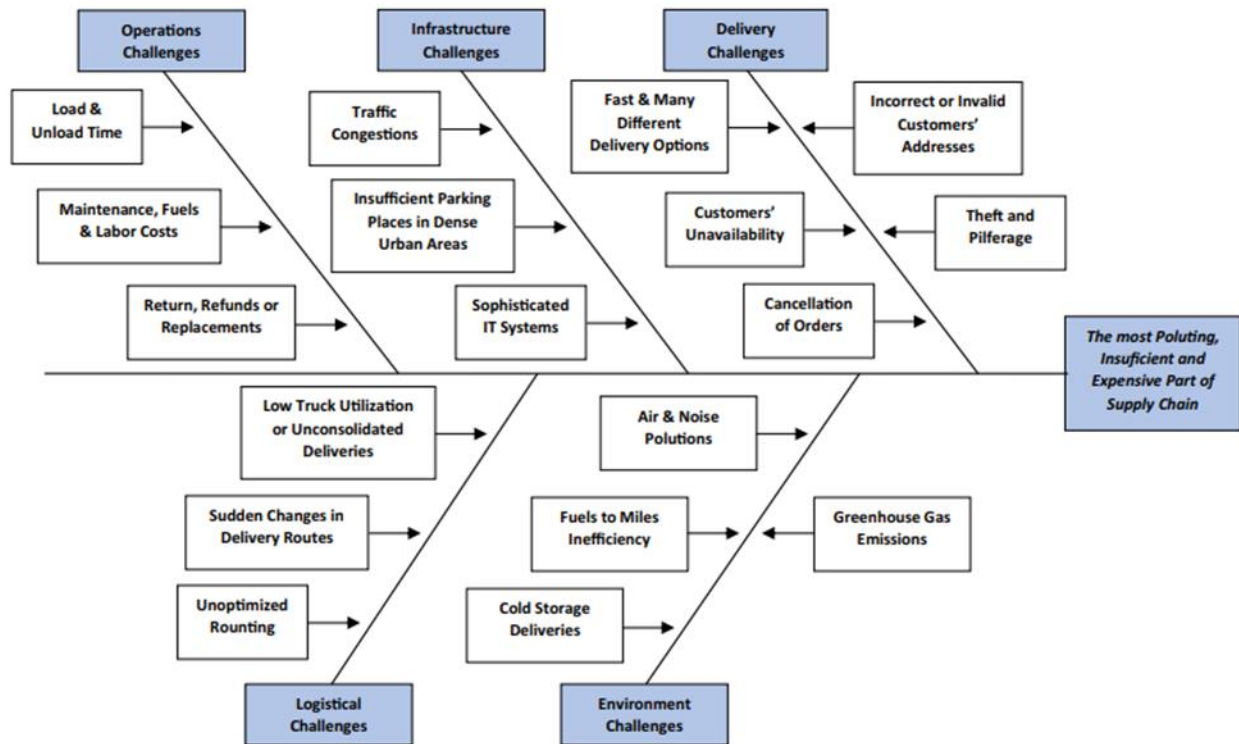 Operations
Challenges
Infrastructure
Challenges
Delivery
Challenges
Load &
Unload Time
Traffic
Congestions
Fast & Many
Different
Delivery Options
Incorrect or Invalid
Customers'
Addresses
Maintenance, Fuels
& Labor Costs
Insufficient Parking
Places in Dense
Urban Areas
Customers'
Unavailability
Theft and
Pilferage
Return, Refunds or
Replacements
Sophisticated
IT Systems
Cancellation
of Orders
The most Poluting,
Insuficient and
Expensive Part of
Supply Chain
Low Truck Utilization
or Unconsolidated
Deliveries
Air & Noise
Polutions
Sudden Changes in
Delivery Routes
Fuels to Miles
Inefficiency
Greenhouse Gas
Emissions
Unoptimized
Rounting
Cold Storage
Deliveries
Logistical
Challenges
Environment
Challenges